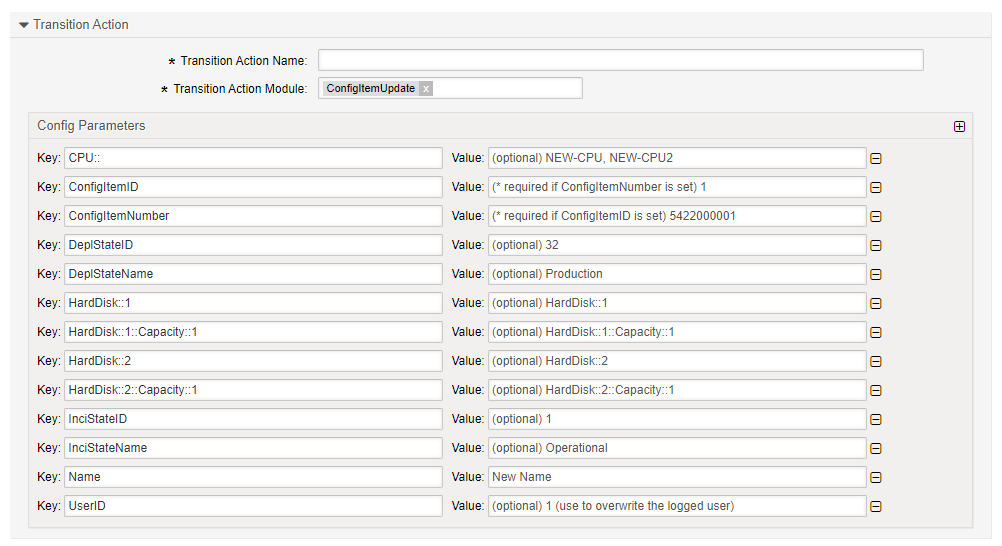 Transition Action
* Transition Action Name:
* Transition Action Module: ConfigItemUpdate x
Config Parameters
Key: CPU:: Value: (optional) NEW-CPU, NEW-CPU2
Key: ConfigItemID Value: (* required if ConfigItemNumber is set) 1
Key: ConfigItemNumber Value: (* required if ConfigItemID is set) 5422000001
Key: DeplStateID Value: (optional) 32
Key: DeplStateName Value: (optional) Production
Key: HardDisk::1 Value: (optional) HardDisk::1
Key: HardDisk::1::Capacity::1 Value: (optional) HardDisk::1::Capacity::1
Key: HardDisk::2 Value: (optional) HardDisk::2
Key: HardDisk::2::Capacity::1 Value: (optional) HardDisk::2::Capacity::1
Key: InciStateID Value: (optional) 1
Key: InciStateName Value: (optional) Operational
Key: Name Value: New Name
Key: UserID Value: (optional) 1 (use to overwrite the logged user)